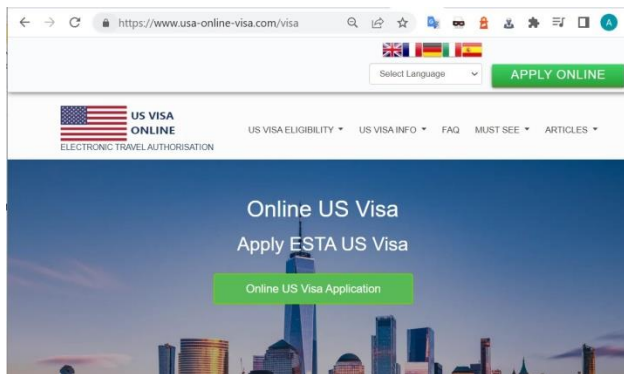 https://www.usa-online-visa.com/visa
A
Select Language
APPLY ONLINE
US VISA
ONLINE
ELECTRONIC TRAVEL AUTHORISATION
US VISA ELIGIBILITY
US VISA INFO
FAQ
MUST SEE
ARTICLES
Online US Visa
Apply ESTA US Visa
Online US Visa Application